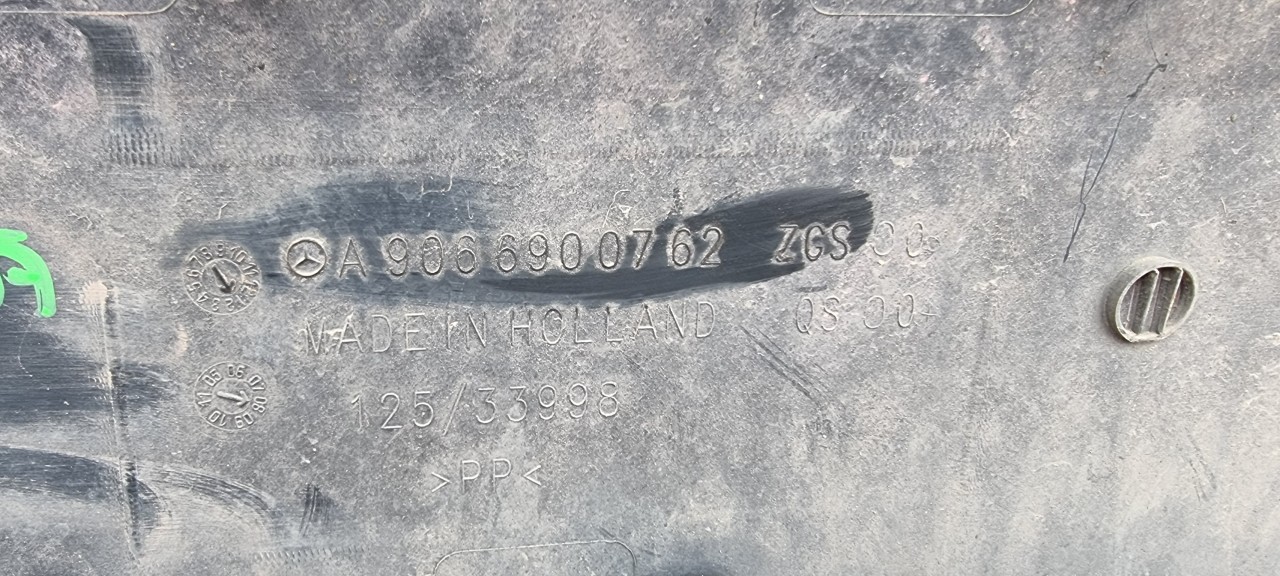 A 906 690 07 62 ZGS 00
MADE IN HOLLAND QS 00
125/33998
>PP<